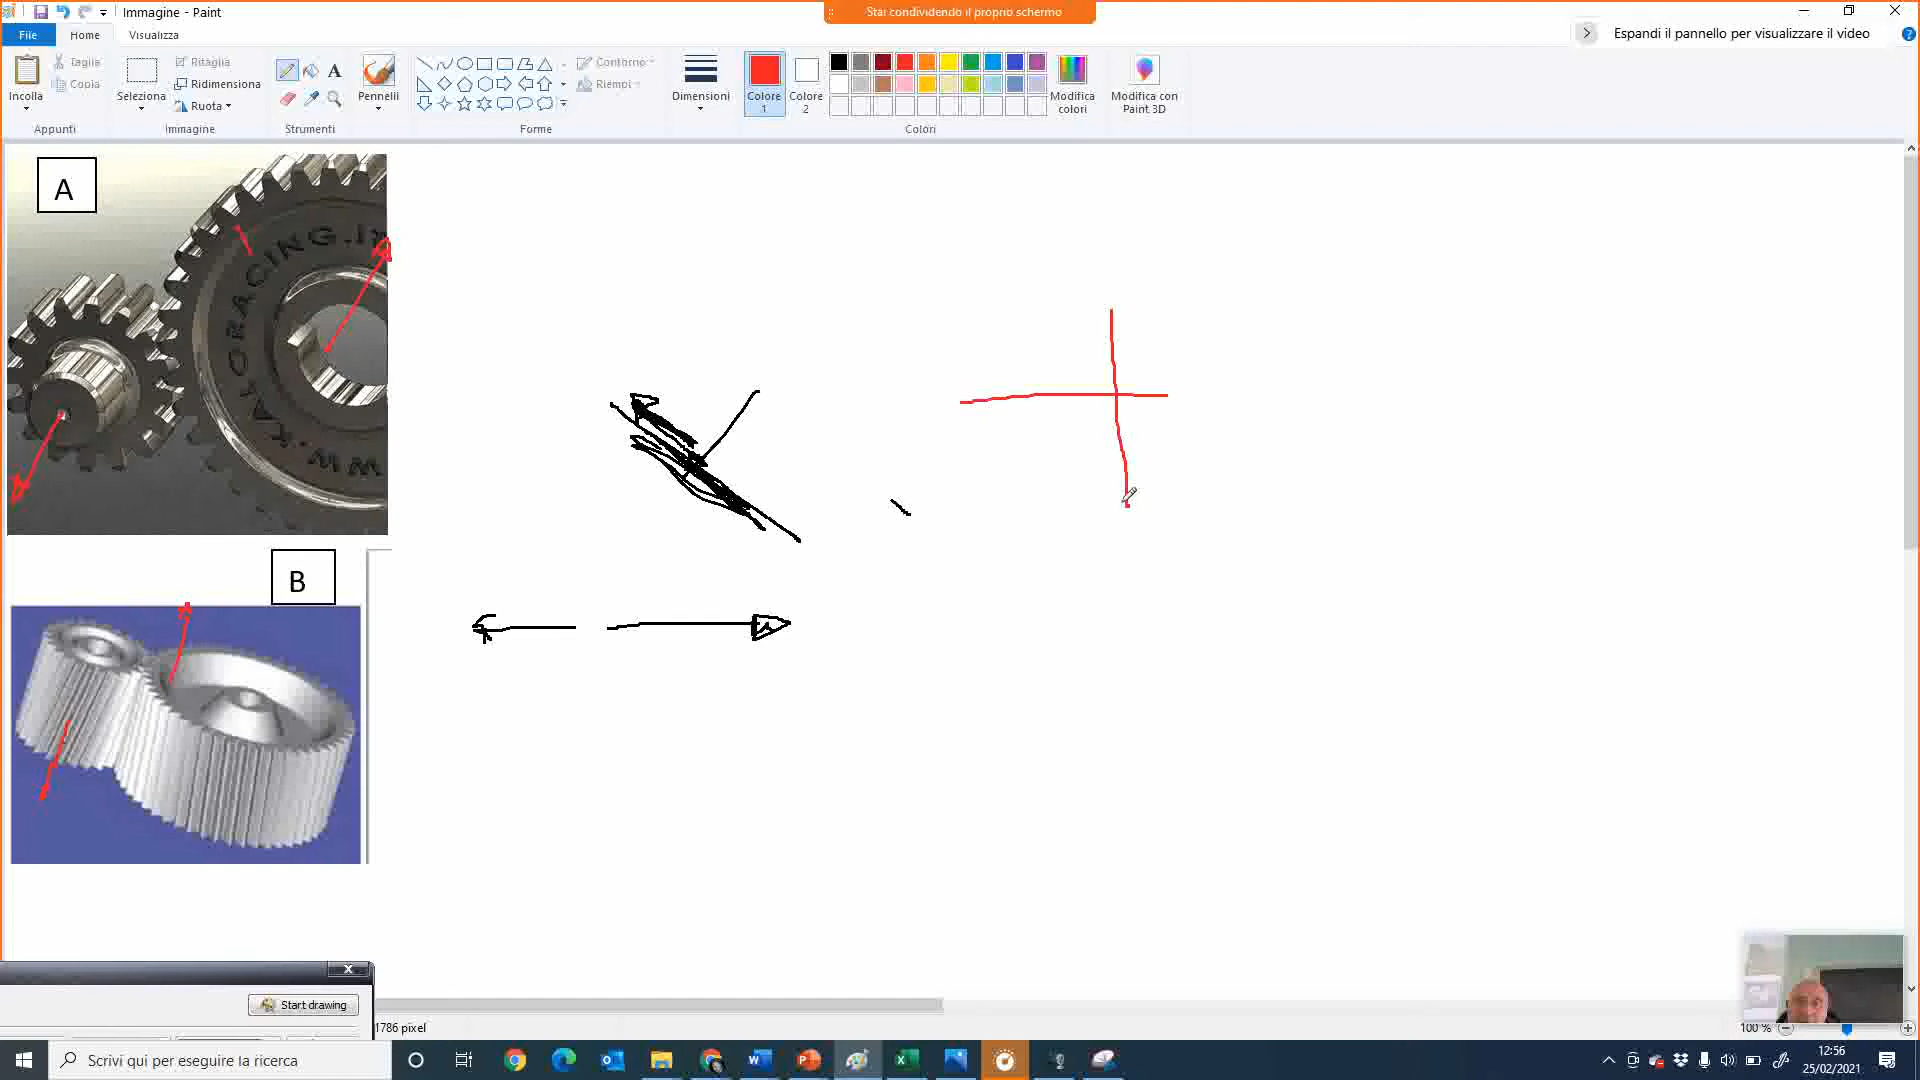 Immagine - Paint
Stai condividendo il proprio schermo
File
Home
Visualizza
Espandi il pannello per visualizzare il video
Incolla
Taglia
Copia
Appunti
Seleziona
Ritaglia
Ridimensiona
Ruota
Immagine
Strumenti
Pennelli
Contorno
Riempi
Forme
Dimensioni
Colore 1
Colore 2
Modifica colori
Modifica con Paint 3D
Colori
A
B
Start drawing
1786 pixel
100 %
Scrivi qui per eseguire la ricerca
12:56
25/02/2021